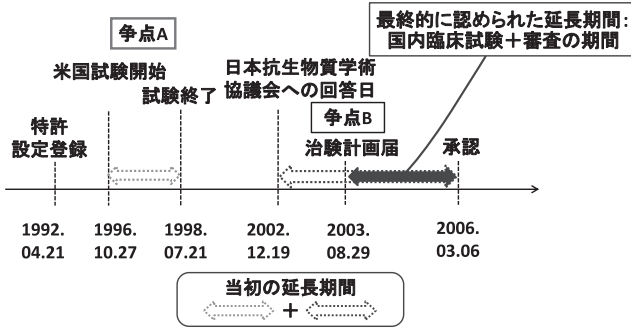 最終的に認められた延長期間：
国内臨床試験＋審査の期間
争点A
米国試験開始
試験終了
日本抗生物質学術
協議会への回答日
争点B
特許
設定登録
治験計画届
承認
1992.
04.21
1996.
10.27
1998.
07.21
2002.
12.19
2003.
08.29
2006.
03.06
当初の延長期間
＋